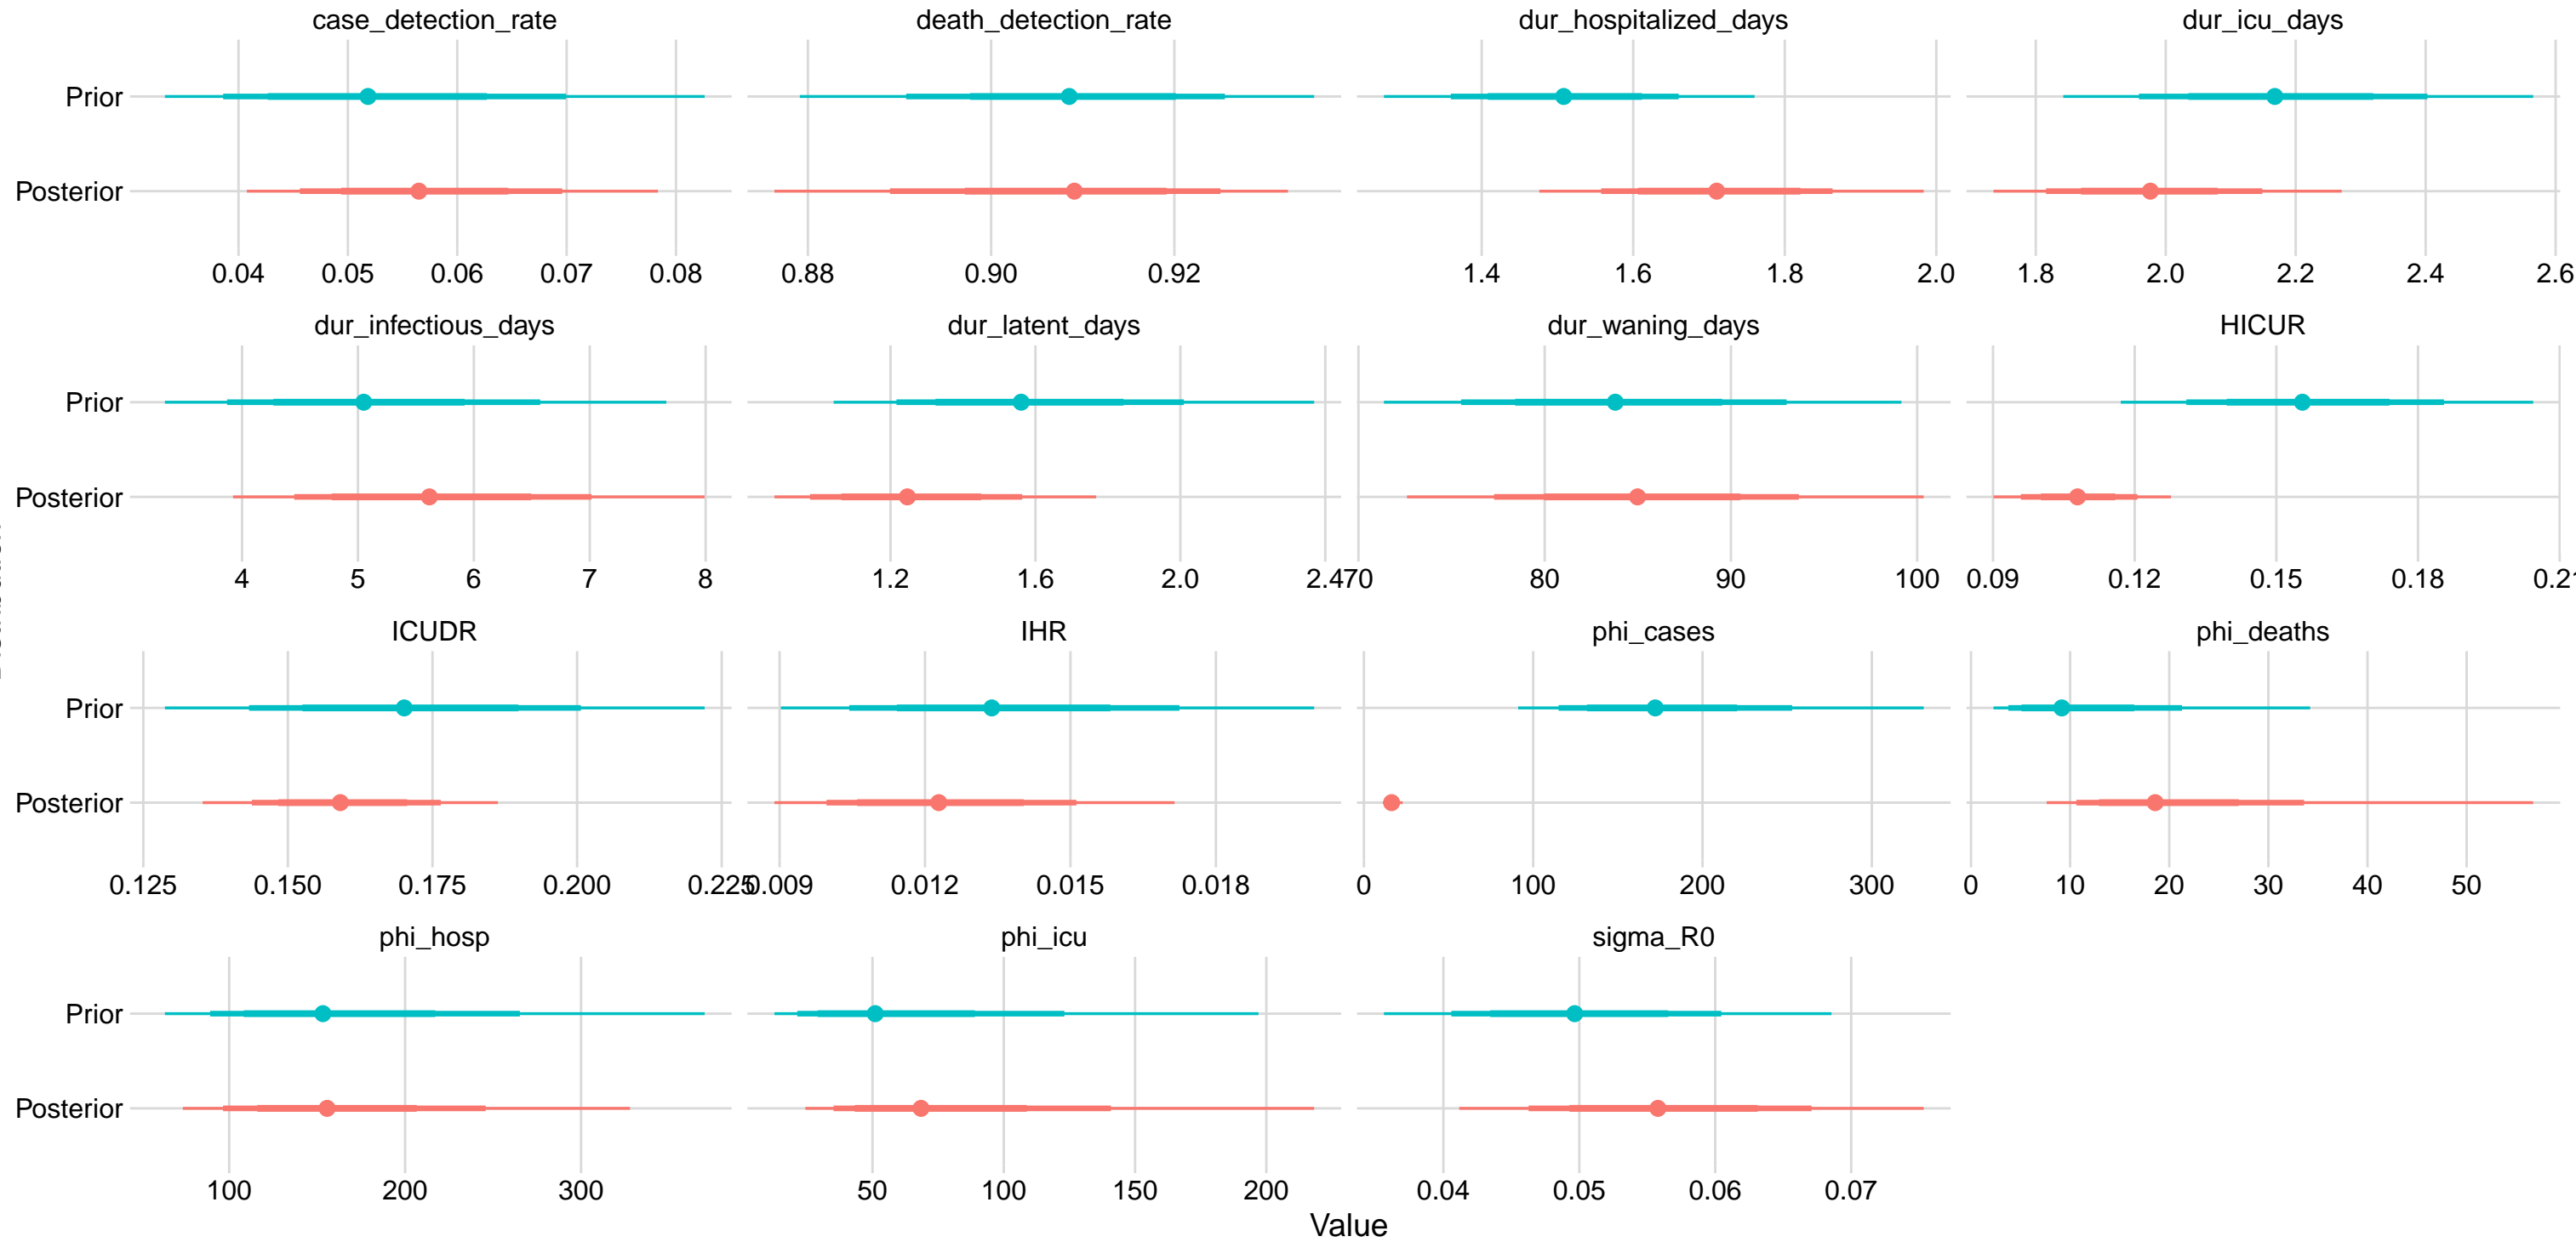 case_detection_rate death_detection_rate dur_hospitalized_days dur_icu_days
Prior
Posterior
0.04 0.05 0.06 0.07 0.08 0.88 0.90 0.92 1.4 1.6 1.8 2.0 1.8 2.0 2.2 2.4 2.6
dur_infectious_days dur_latent_days dur_waning_days HICUR
Prior
Posterior
4 5 6 7 8 1.2 1.6 2.0 2.4 70 80 90 100 0.09 0.12 0.15 0.18 0.21
ICUDR IHR phi_cases phi_deaths
Prior
Posterior
0.125 0.150 0.175 0.200 0.225 0.009 0.012 0.015 0.018 0 100 200 300 0 10 20 30 40 50
phi_hosp phi_icu sigma_R0
Prior
Posterior
100 200 300 50 100 150 200 0.04 0.05 0.06 0.07
Value